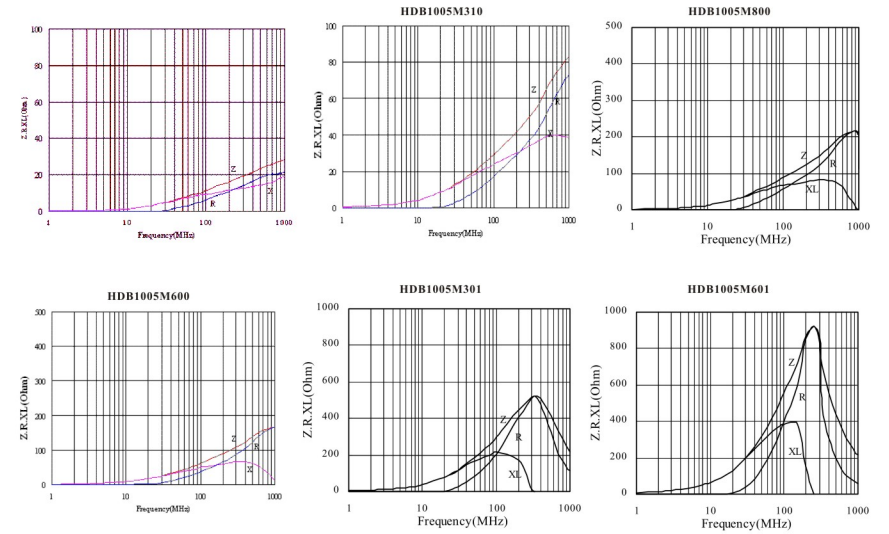 100
80
60
40
20
0
Z.R.XL(Ohm)
Z
R
X
1
10
100
1000
Frequency(MHz)
HDB1005M310
100
80
60
40
20
0
Z.R.XL(Ohm)
Z
R
X
1
10
100
1000
Frequency(MHz)
HDB1005M800
500
400
300
200
100
0
Z.R.XL(Ohm)
Z
R
XL
1
10
100
1000
Frequency(MHz)
HDB1005M600
500
400
300
200
100
0
Z.R.XL(Ohm)
Z
R
X
1
10
100
1000
Frequency(MHz)
HDB1005M301
1000
800
600
400
200
0
Z.R.XL(Ohm)
Z
R
XL
1
10
100
1000
Frequency(MHz)
HDB1005M601
1000
800
600
400
200
0
Z.R.XL(Ohm)
Z
R
XL
1
10
100
1000
Frequency(MHz)